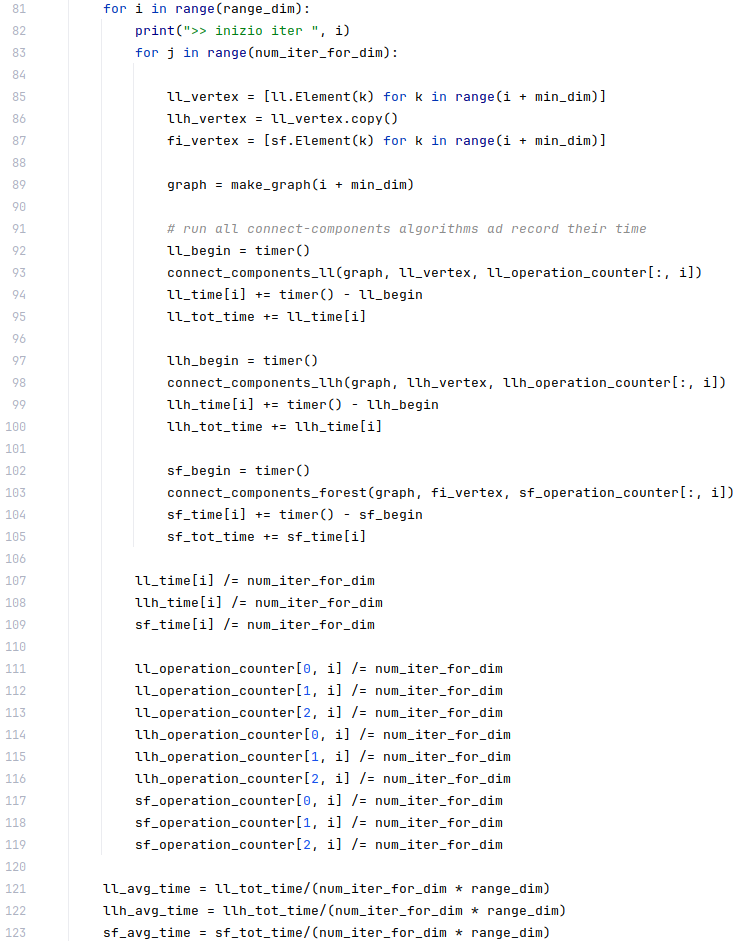 81 for i in range(range_dim):
82 print(">> inizio iter ", i)
83 for j in range(num_iter_for_dim):
84
85 ll_vertex = [ll.Element(k) for k in range(i + min_dim)]
86 llh_vertex = ll_vertex.copy()
87 fi_vertex = [sf.Element(k) for k in range(i + min_dim)]
88
89 graph = make_graph(i + min_dim)
90
91 # run all connect-components algorithms ad record their time
92 ll_begin = timer()
93 connect_components_ll(graph, ll_vertex, ll_operation_counter[:, i])
94 ll_time[i] += timer() - ll_begin
95 ll_tot_time += ll_time[i]
96
97 llh_begin = timer()
98 connect_components_llh(graph, llh_vertex, llh_operation_counter[:, i])
99 llh_time[i] += timer() - llh_begin
100 llh_tot_time += llh_time[i]
101
102 sf_begin = timer()
103 connect_components_forest(graph, fi_vertex, sf_operation_counter[:, i])
104 sf_time[i] += timer() - sf_begin
105 sf_tot_time += sf_time[i]
106
107 ll_time[i] /= num_iter_for_dim
108 llh_time[i] /= num_iter_for_dim
109 sf_time[i] /= num_iter_for_dim
110
111 ll_operation_counter[0, i] /= num_iter_for_dim
112 ll_operation_counter[1, i] /= num_iter_for_dim
113 ll_operation_counter[2, i] /= num_iter_for_dim
114 llh_operation_counter[0, i] /= num_iter_for_dim
115 llh_operation_counter[1, i] /= num_iter_for_dim
116 llh_operation_counter[2, i] /= num_iter_for_dim
117 sf_operation_counter[0, i] /= num_iter_for_dim
118 sf_operation_counter[1, i] /= num_iter_for_dim
119 sf_operation_counter[2, i] /= num_iter_for_dim
120
121 ll_avg_time = ll_tot_time/(num_iter_for_dim * range_dim)
122 llh_avg_time = llh_tot_time/(num_iter_for_dim * range_dim)
123 sf_avg_time = sf_tot_time/(num_iter_for_dim * range_dim)